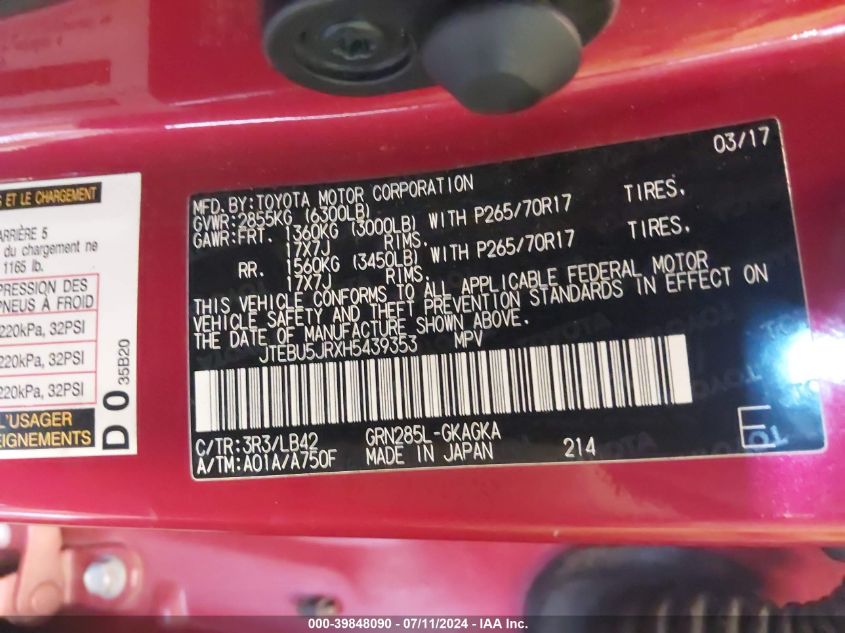 S ET LE CHARGEMENT
ARRIÈRE 5
du chargement ne
1165 lb.
PRESSION DES
PNEUS À FROID
220kPa, 32PSI
220kPa, 32PSI
220kPa, 32PSI
L'USAGER
EIGNEMENTS
D 0 35B20
03/17
MFD. BY: TOYOTA MOTOR CORPORATION
GVWR: 2855KG (6300LB)
GAWR: FRT. 1360KG (3000LB) WITH P265/70R17 TIRES,
17X7J RIMS,
RR. 1560KG (3450LB) WITH P265/70R17 TIRES,
17X7J RIMS,
THIS VEHICLE CONFORMS TO ALL APPLICABLE FEDERAL MOTOR
VEHICLE SAFETY AND THEFT PREVENTION STANDARDS IN EFFECT ON
THE DATE OF MANUFACTURE SHOWN ABOVE.
JTEBU5JRXH5439353 MPV
C/TR: 3R3/LB42 GRN285L-GKAGKA
A/TM: A01A/A750F MADE IN JAPAN 214 E
000-39848090 - 07/11/2024 - IAA Inc.